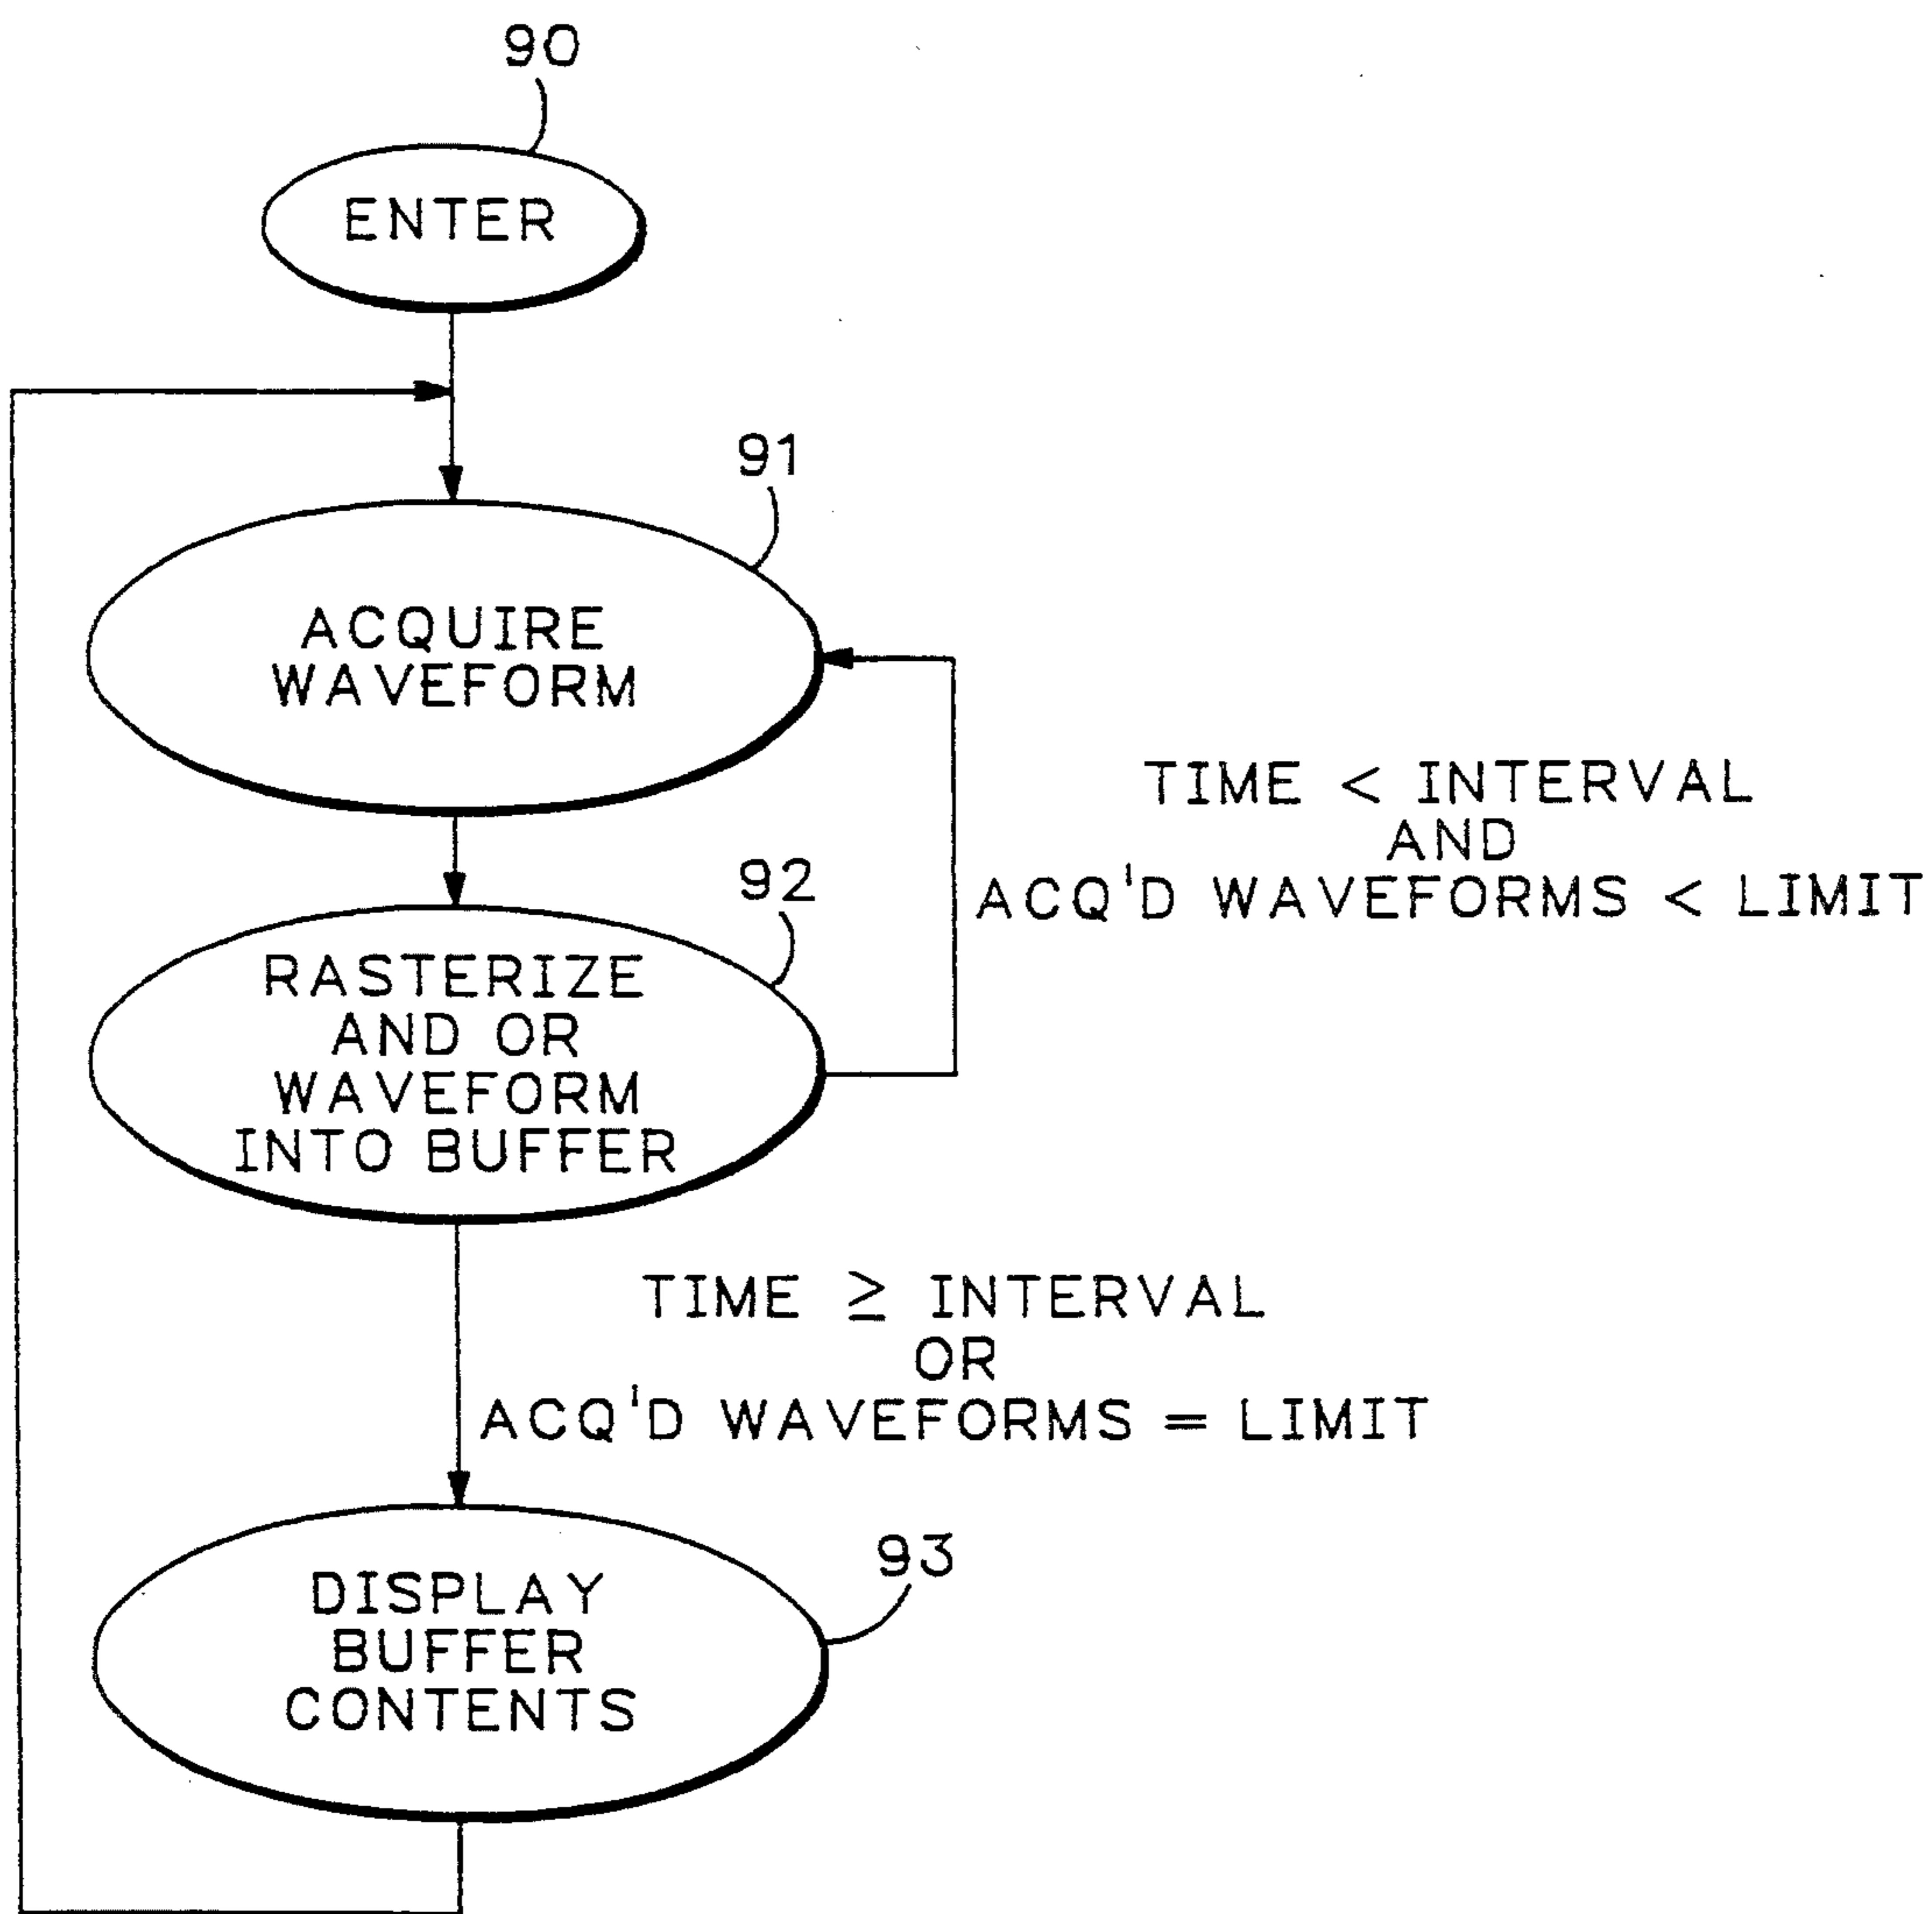 90
ENTER
91
ACQUIRE
WAVEFORM
TIME < INTERVAL
AND
ACQ'D WAVEFORMS < LIMIT
92
RASTERIZE
AND OR
WAVEFORM
INTO BUFFER
TIME ≥ INTERVAL
OR
ACQ'D WAVEFORMS = LIMIT
93
DISPLAY
BUFFER
CONTENTS